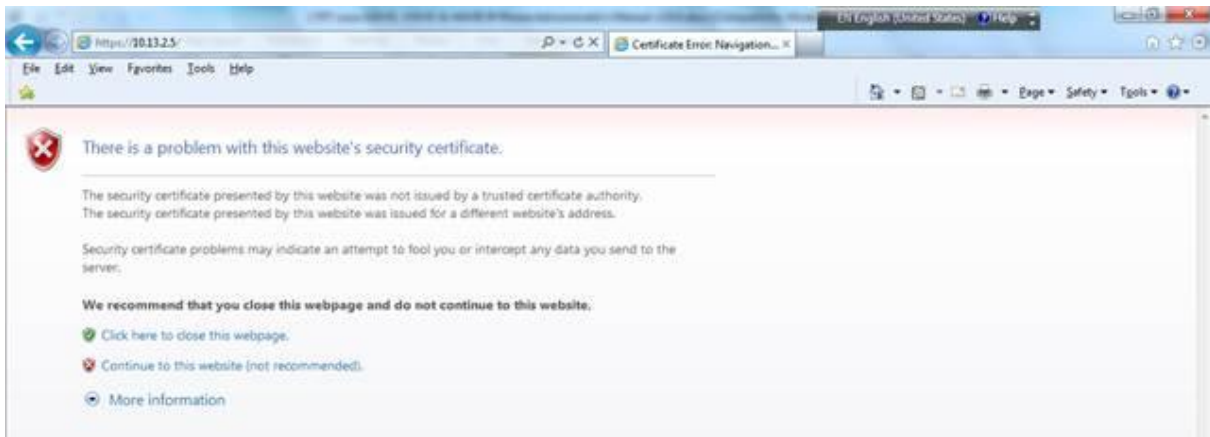 EN English (United States) Help
https://10.13.2.5/
Certificate Error: Navigation...
File Edit View Favorites Tools Help
Page Safety Tools
There is a problem with this website's security certificate.
The security certificate presented by this website was not issued by a trusted certificate authority.
The security certificate presented by this website was issued for a different website's address.
Security certificate problems may indicate an attempt to fool you or intercept any data you send to the
server.
We recommend that you close this webpage and do not continue to this website.
Click here to close this webpage.
Continue to this website (not recommended).
More information